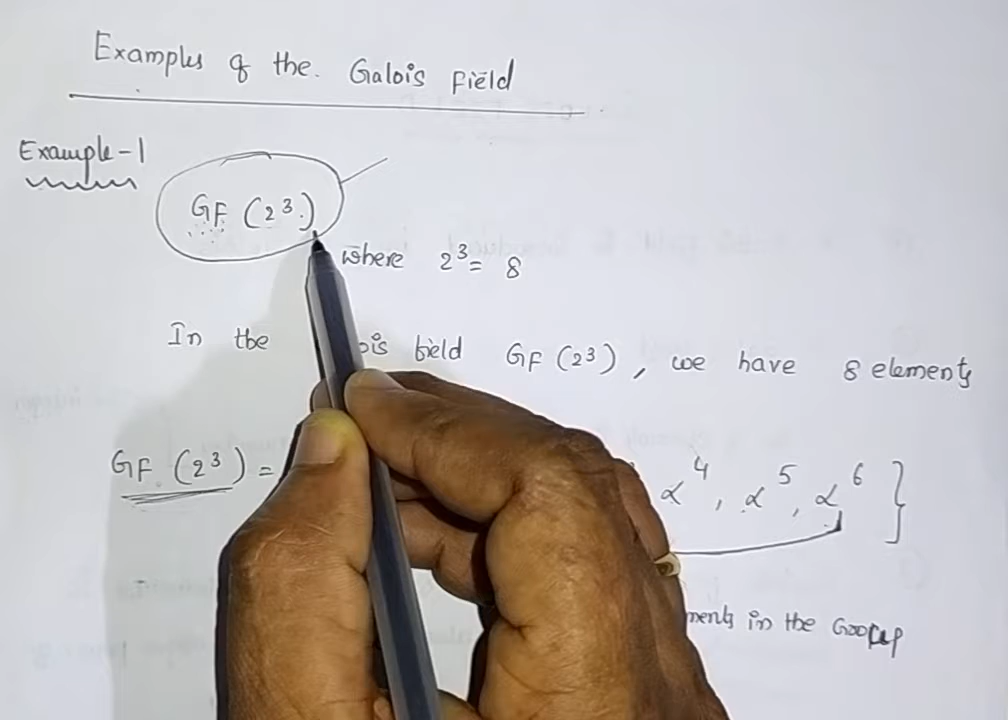 Examples of the. Galois field
Example-1
GF (2³.)
where 2³= 8
In the ois field GF (2³), we have 8 elements
GF. (2³) = α⁴, α⁵, α⁶ }
ments in the Group